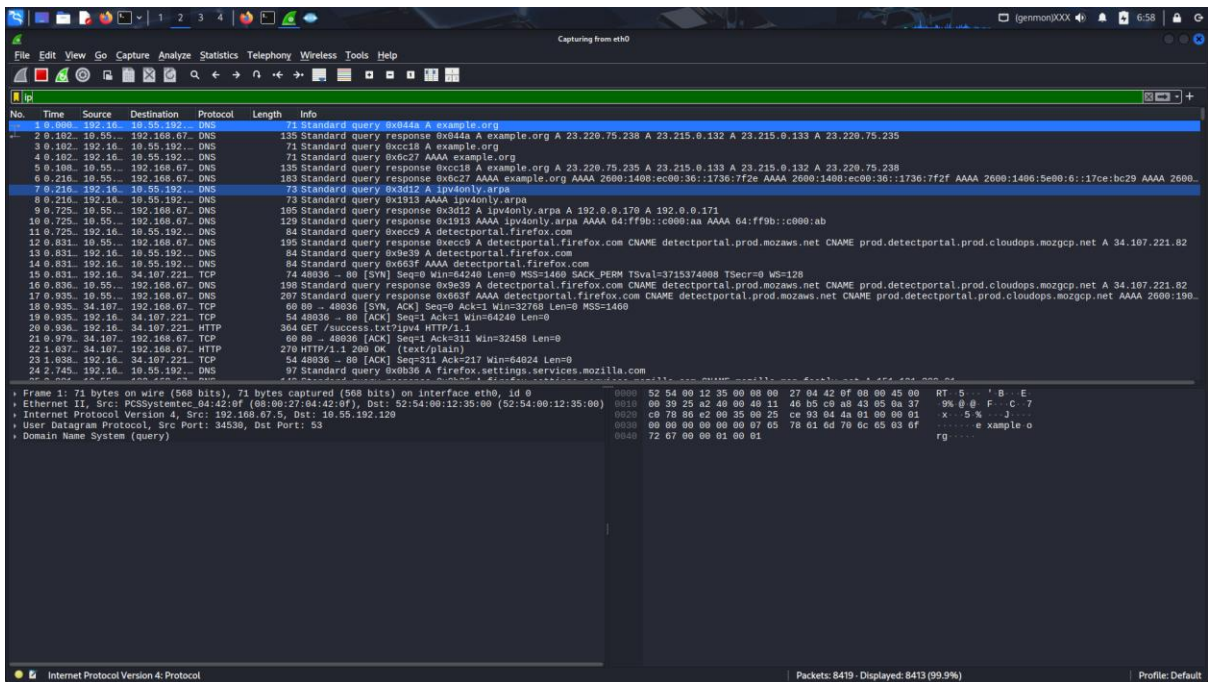 1 2 3 4 (genmon)XXX 6:58
Capturing from eth0
File Edit View Go Capture Analyze Statistics Telephony Wireless Tools Help
ip
No. Time Source Destination Protocol Length Info
1 0.000… 192.16… 10.55.192.… DNS 71 Standard query 0x044a A example.org
2 0.102… 10.55.… 192.168.67… DNS 135 Standard query response 0x044a A example.org A 23.220.75.238 A 23.215.0.132 A 23.215.0.133 A 23.220.75.235
3 0.102… 192.16… 10.55.192.… DNS 71 Standard query 0xcc18 A example.org
4 0.102… 192.16… 10.55.192.… DNS 71 Standard query 0x6c27 AAAA example.org
5 0.108… 10.55.… 192.168.67… DNS 135 Standard query response 0xcc18 A example.org A 23.220.75.235 A 23.215.0.133 A 23.215.0.132 A 23.220.75.238
6 0.216… 10.55.… 192.168.67… DNS 183 Standard query response 0x6c27 AAAA example.org AAAA 2600:1408:ec00:36::1736:7f2e AAAA 2600:1408:ec00:36::1736:7f2f AAAA 2600:1406:5e00:6::17ce:bc29 AAAA 2600…
7 0.216… 192.16… 10.55.192.… DNS 73 Standard query 0x3d12 A ipv4only.arpa
8 0.216… 192.16… 10.55.192.… DNS 73 Standard query 0x1913 AAAA ipv4only.arpa
9 0.725… 10.55.… 192.168.67… DNS 105 Standard query response 0x3d12 A ipv4only.arpa A 192.0.0.170 A 192.0.0.171
10 0.725… 10.55.… 192.168.67… DNS 129 Standard query response 0x1913 AAAA ipv4only.arpa AAAA 64:ff9b::c000:aa AAAA 64:ff9b::c000:ab
11 0.725… 192.16… 10.55.192.… DNS 84 Standard query 0xecc9 A detectportal.firefox.com
12 0.831… 10.55.… 192.168.67… DNS 195 Standard query response 0xecc9 A detectportal.firefox.com CNAME detectportal.prod.mozaws.net CNAME prod.detectportal.prod.cloudops.mozgcp.net A 34.107.221.82
13 0.831… 192.16… 10.55.192.… DNS 84 Standard query 0x9e39 A detectportal.firefox.com
14 0.831… 192.16… 10.55.192.… DNS 84 Standard query 0x663f AAAA detectportal.firefox.com
15 0.831… 192.16… 34.107.221… TCP 74 48036 → 80 [SYN] Seq=0 Win=64240 Len=0 MSS=1460 SACK_PERM TSval=3715374008 TSecr=0 WS=128
16 0.836… 10.55.… 192.168.67… DNS 198 Standard query response 0x9e39 A detectportal.firefox.com CNAME detectportal.prod.mozaws.net CNAME prod.detectportal.prod.cloudops.mozgcp.net A 34.107.221.82
17 0.935… 10.55.… 192.168.67… DNS 207 Standard query response 0x663f AAAA detectportal.firefox.com CNAME detectportal.prod.mozaws.net CNAME prod.detectportal.prod.cloudops.mozgcp.net AAAA 2600:190…
18 0.935… 34.107… 192.168.67… TCP 60 80 → 48036 [SYN, ACK] Seq=0 Ack=1 Win=32768 Len=0 MSS=1460
19 0.935… 192.16… 34.107.221… TCP 54 48036 → 80 [ACK] Seq=1 Ack=1 Win=64240 Len=0
20 0.936… 192.16… 34.107.221… HTTP 364 GET /success.txt?ipv4 HTTP/1.1
21 0.979… 34.107… 192.168.67… TCP 60 80 → 48036 [ACK] Seq=1 Ack=311 Win=32458 Len=0
22 1.037… 34.107… 192.168.67… HTTP 270 HTTP/1.1 200 OK (text/plain)
23 1.038… 192.16… 34.107.221… TCP 54 48036 → 80 [ACK] Seq=311 Ack=217 Win=64024 Len=0
24 2.745… 192.16… 10.55.192.… DNS 97 Standard query 0x0b36 A firefox.settings.services.mozilla.com
Frame 1: 71 bytes on wire (568 bits), 71 bytes captured (568 bits) on interface eth0, id 0
Ethernet II, Src: PCSSystemtec_04:42:0f (08:00:27:04:42:0f), Dst: 52:54:00:12:35:00 (52:54:00:12:35:00)
Internet Protocol Version 4, Src: 192.168.67.5, Dst: 10.55.192.120
User Datagram Protocol, Src Port: 34530, Dst Port: 53
Domain Name System (query)
0000 52 54 00 12 35 00 08 00 27 04 42 0f 08 00 45 00 RT··5···'·B···E·
0010 00 39 25 a2 40 00 40 11 46 b5 c0 a8 43 05 0a 37 ·9%·@·@·F···C··7
0020 c0 78 86 e2 00 35 00 25 ce 93 04 4a 01 00 00 01 ·x···5·%···J····
0030 00 00 00 00 00 00 07 65 78 61 6d 70 6c 65 03 6f ·······e xample·o
0040 72 67 00 00 01 00 01 rg·····
Internet Protocol Version 4: Protocol Packets: 8419 · Displayed: 8413 (99.9%) Profile: Default